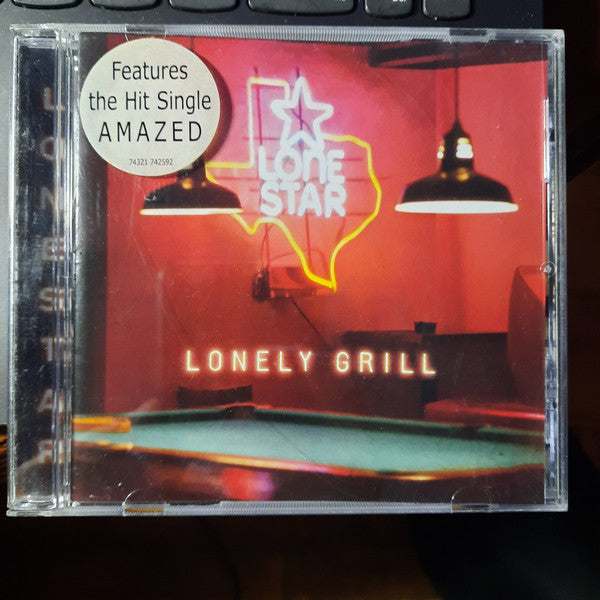 Features
the Hit Single
AMAZED
74321 742592
LONE
STAR
LONELY GRILL
LONESTAR